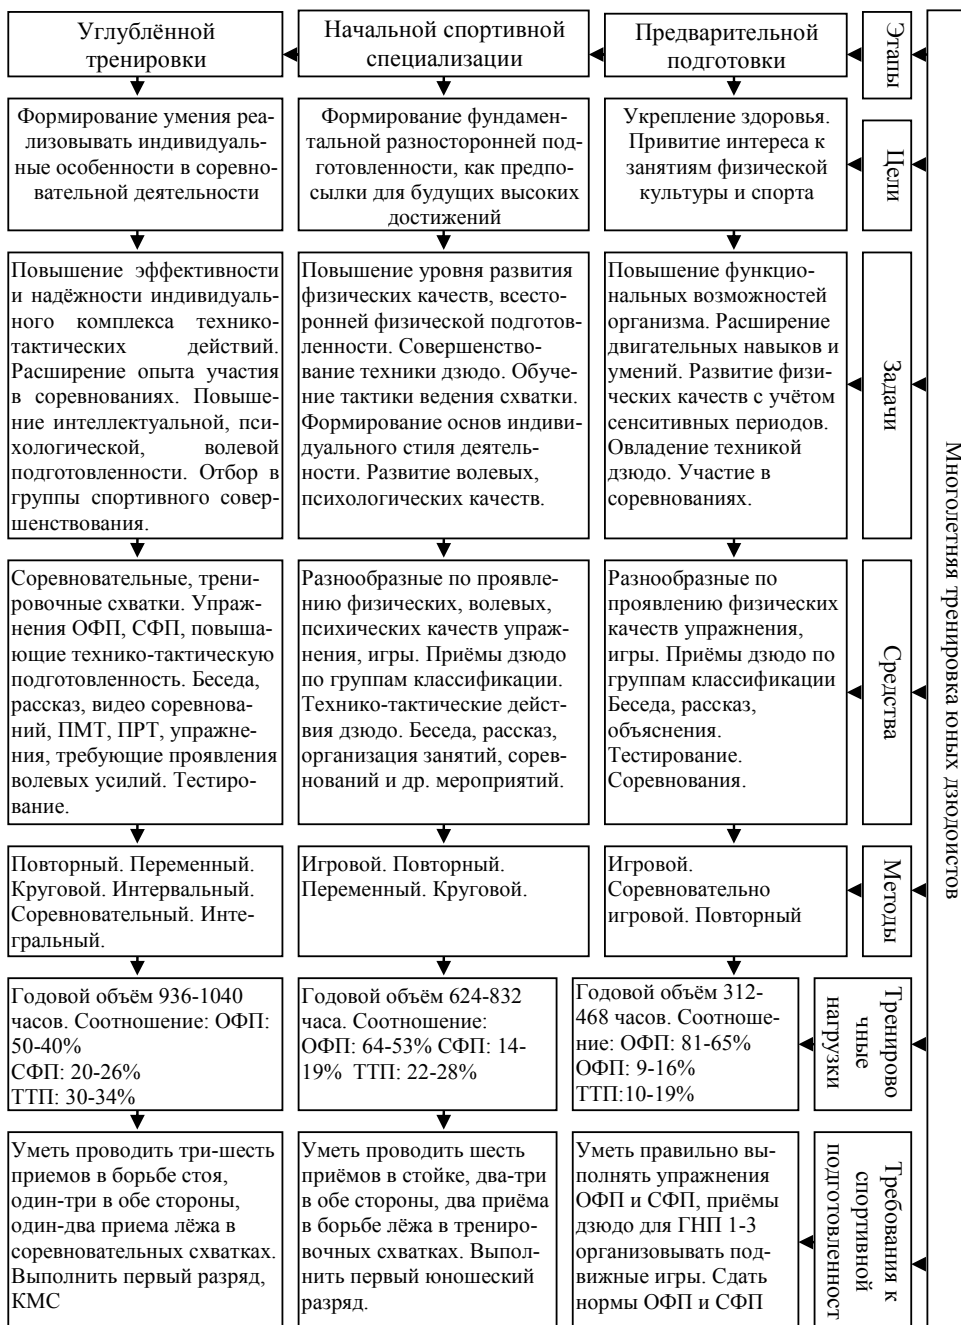 Углублённой
тренировки
Начальной спортивной
специализации
Предварительной
подготовки
Этапы
Формирование умения реа-
лизовывать индивидуаль-
ные особенности в соревно-
вательной деятельности
Формирование фундамен-
тальной разносторонней под-
готовленности, как предпо-
сылки для будущих высоких
достижений
Укрепление здоровья.
Привитие интереса к
занятиям физической
культуры и спорта
Цели
Повышение эффективности
и надёжности индивидуаль-
ного комплекса технико-
тактических действий.
Расширение опыта участия
в соревнованиях. Повыше-
ние интеллектуальной, пси-
хологической, волевой
подготовленности. Отбор в
группы спортивного совер-
шенствования.
Повышение уровня развития
физических качеств, всесто-
ронней физической подготов-
ленности. Совершенство-
вание техники дзюдо. Обуче-
ние тактики ведения схватки.
Формирование основ индиви-
дуального стиля деятель-
ности. Развитие волевых,
психологических качеств.
Повышение функцио-
нальных возможностей
организма. Расширение
двигательных навыков и
умений. Развитие физи-
ческих качеств с учётом
сенситивных периодов.
Овладение техникой
дзюдо. Участие в
соревнованиях.
Задачи
Соревновательные, трени-
ровочные схватки. Упраж-
нения ОФП, СФП, повыша-
ющие технико-тактическую
подготовленность. Беседа,
рассказ, видео соревнова-
ний, ПМТ, ПРТ, упражне-
ния, требующие проявления
волевых усилий. Тестиро-
вание.
Разнообразные по проявле-
нию физических, волевых,
психических качеств упраж-
нения, игры. Приёмы дзюдо
по группам классификации.
Технико-тактические дейст-
вия дзюдо. Беседа, рассказ,
организация занятий, сорев-
нований и др. мероприятий.
Разнообразные по
проявлению физических
качеств упражнения,
игры. Приёмы дзюдо по
группам классификации
Беседа, рассказ,
объяснения.
Тестирование.
Соревнования.
Средства
Повторный. Переменный.
Круговой. Интервальный.
Соревновательный. Инте-
гральный.
Игровой. Повторный.
Переменный. Круговой.
Игровой.
Соревновательно
игровой. Повторный
Методы
Годовой объём 936-1040
часов. Соотношение: ОФП:
50-40%
СФП: 20-26%
ТТП: 30-34%
Годовой объём 624-832
часа. Соотношение:
ОФП: 64-53% СФП: 14-
19% ТТП: 22-28%
Годовой объём 312-
468 часов. Соотноше-
ние: ОФП: 81-65%
ОФП: 9-16%
ТТП:10-19%
Тренирово
чные
нагрузки
Уметь проводить три-шесть
приемов в борьбе стоя,
один-три в обе стороны,
один-два приема лёжа в
соревновательных схватках.
Выполнить первый разряд,
КМС
Уметь проводить шесть
приёмов в стойке, два-три
в обе стороны, два приёма
в борьбе лёжа в трениро-
вочных схватках. Выпол-
нить первый юношеский
разряд.
Уметь правильно вы-
полнять упражнения
ОФП и СФП, приёмы
дзюдо для ГНП 1-3
организовывать под-
вижные игры. Сдать
нормы ОФП и СФП
Требования к
спортивной
подготовленност
Многолетняя тренировка юных дзюдоистов